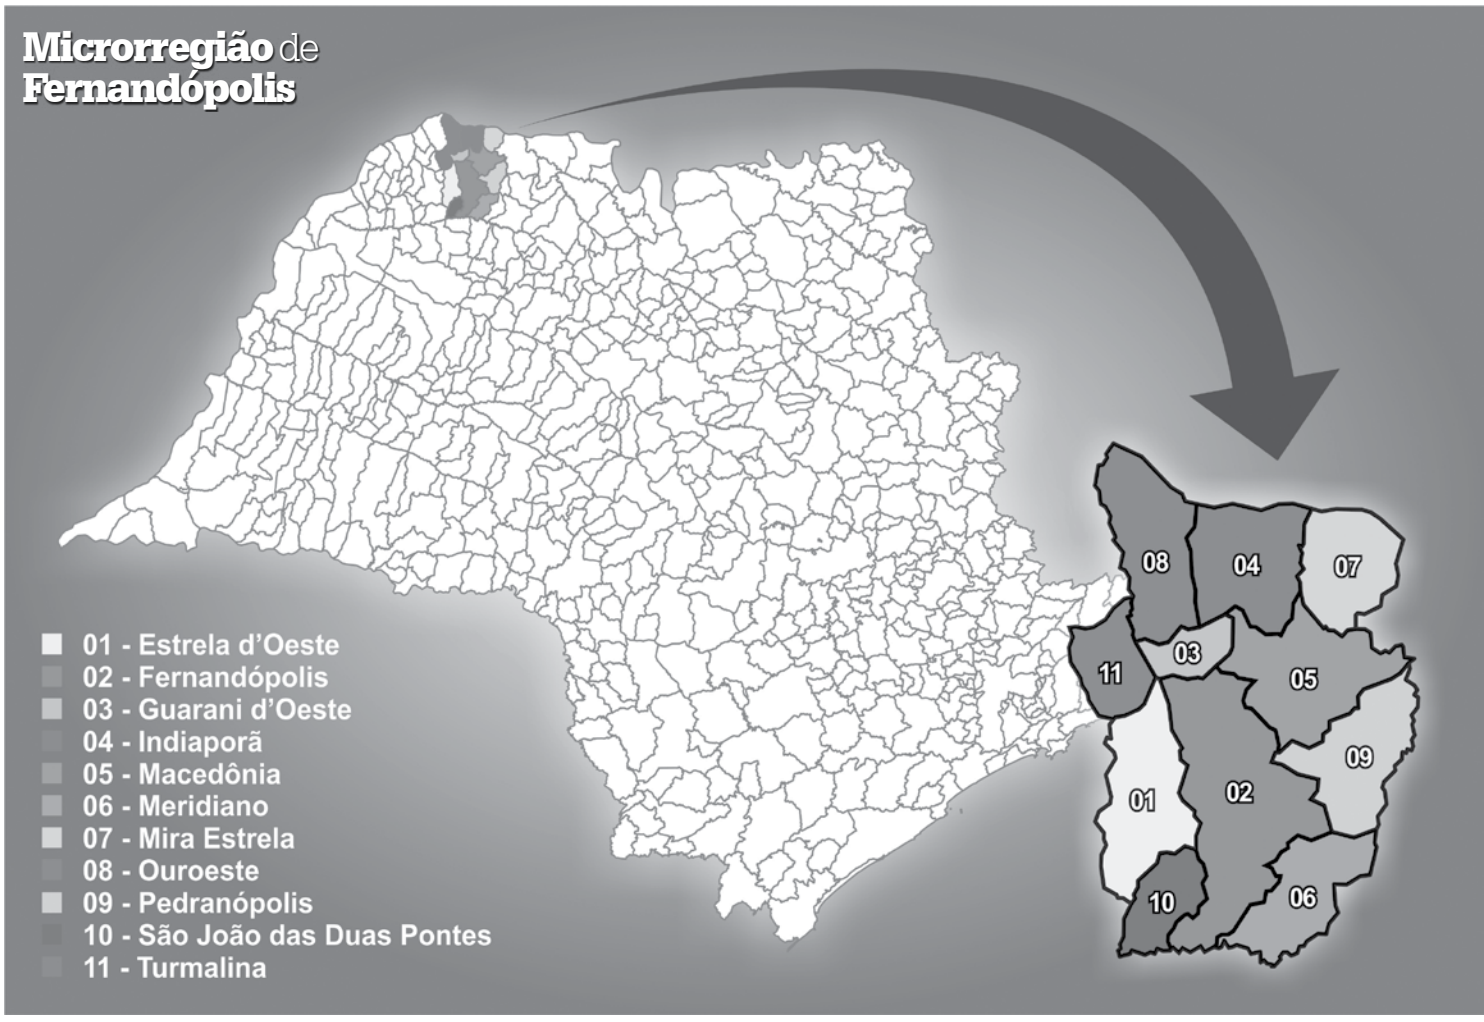 Microrregião de
Fernandópolis
01 - Estrela d’Oeste
02 - Fernandópolis
03 - Guarani d’Oeste
04 - Indiaporã
05 - Macedônia
06 - Meridiano
07 - Mira Estrela
08 - Ouroeste
09 - Pedranópolis
10 - São João das Duas Pontes
11 - Turmalina
08
04
07
11
03
05
01
02
09
10
06